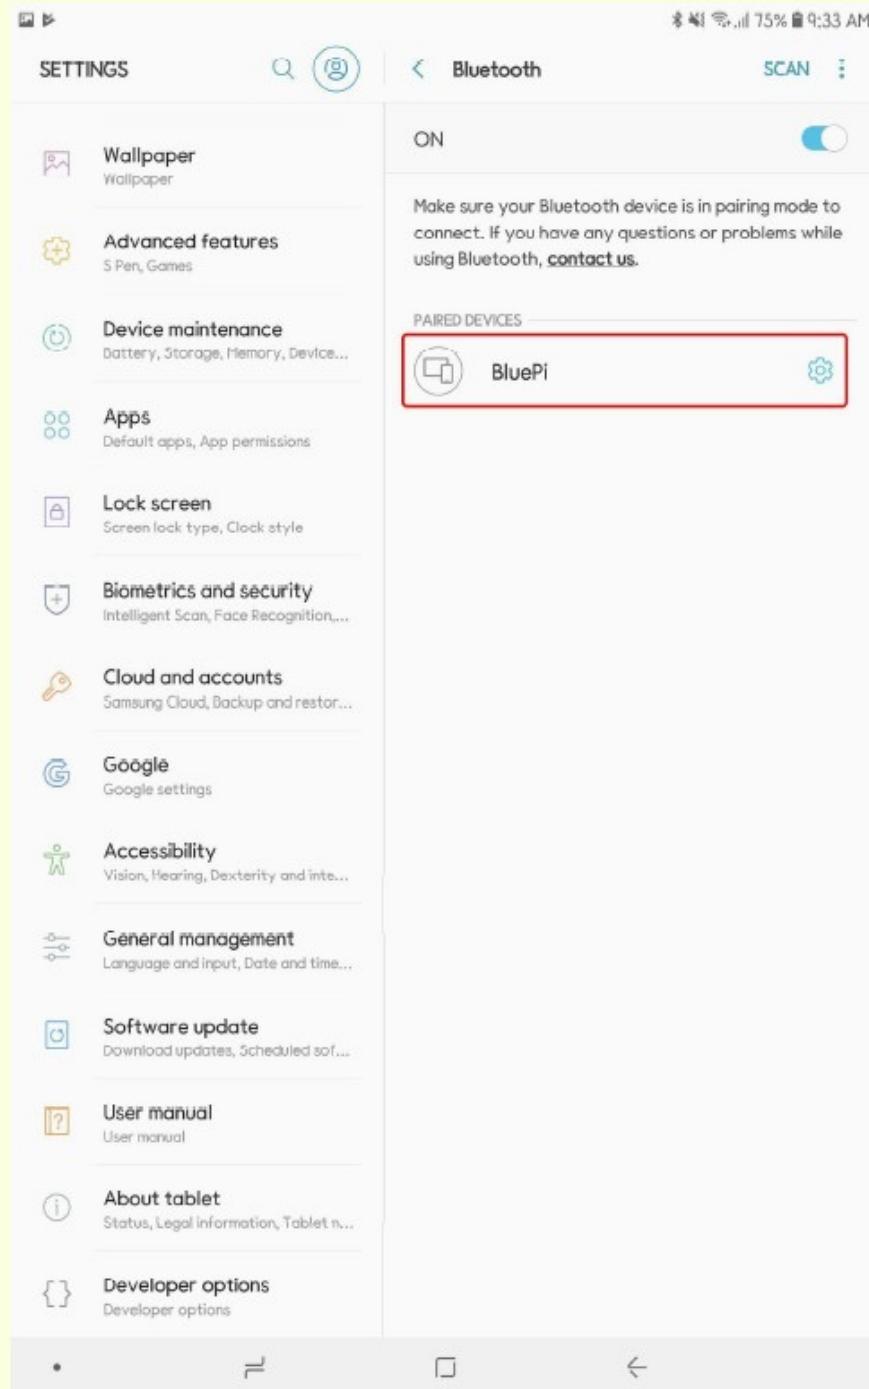 75% 9:33 AM
SETTINGS
Wallpaper
Wallpaper
Advanced features
S Pen, Games
Device maintenance
Battery, Storage, Memory, Device...
Apps
Default apps, App permissions
Lock screen
Screen lock type, Clock style
Biometrics and security
Intelligent Scan, Face Recognition,...
Cloud and accounts
Samsung Cloud, Backup and restor...
Google
Google settings
Accessibility
Vision, Hearing, Dexterity and inte...
General management
Language and input, Date and time...
Software update
Download updates, Scheduled sof...
User manual
User manual
About tablet
Status, Legal information, Tablet n...
Developer options
Developer options
Bluetooth
SCAN
ON
Make sure your Bluetooth device is in pairing mode to
connect. If you have any questions or problems while
using Bluetooth, contact us.
PAIRED DEVICES
BluePi